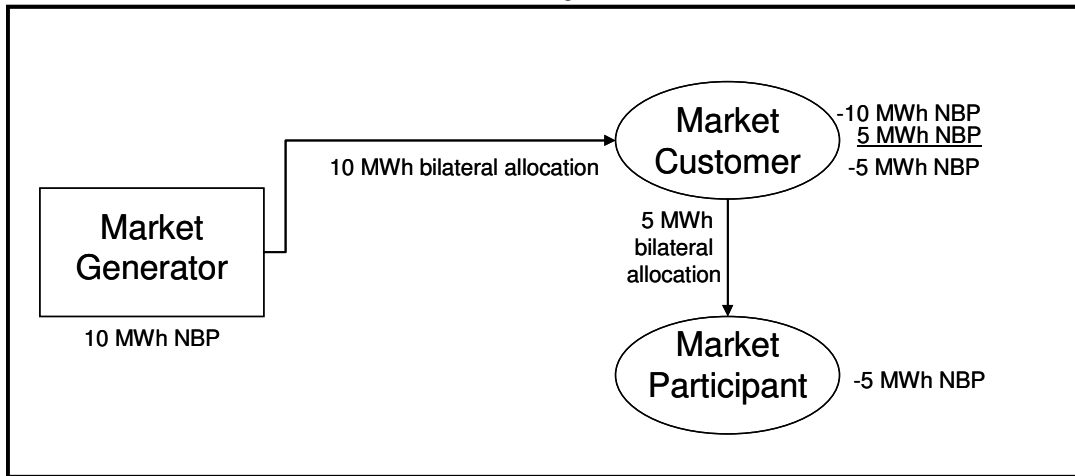 Market
Customer
-10 MWh NBP
5 MWh NBP
-5 MWh NBP
10 MWh bilateral allocation
Market
Generator
10 MWh NBP
5 MWh
bilateral
allocation
Market
Participant
-5 MWh NBP